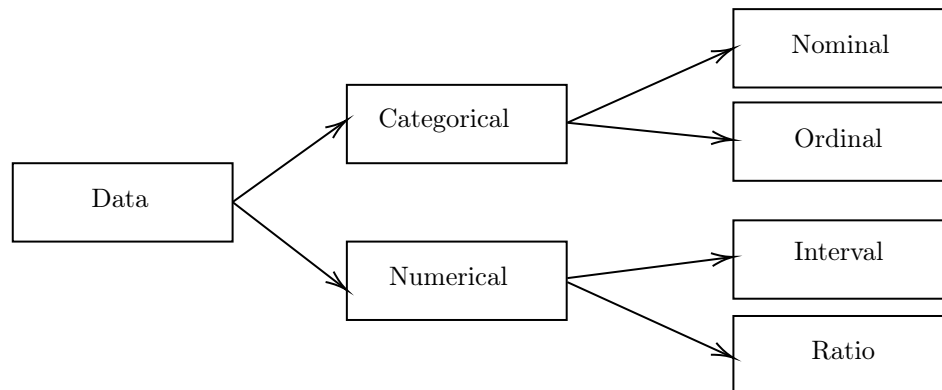 Nominal
Categorical
Ordinal
Data
Interval
Numerical
Ratio